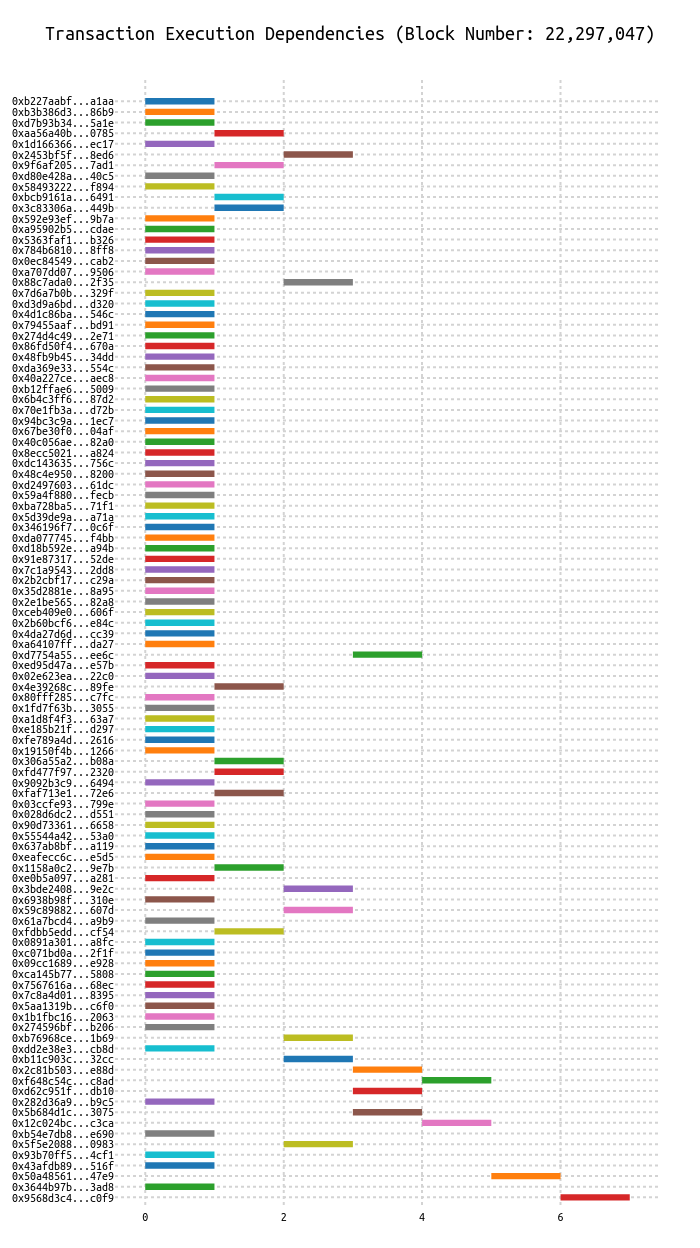 Transaction Execution Dependencies (Block Number: 22,297,047)
0xb227aabf...a1aa
0xb3b386d3...86b9
0xd7b93b34...5a1e
0xaa56a40b...0785
0x1d166366...ec17
0x2453bf5f...8ed6
0x9f6af205...7ad1
0xd80e428a...40c5
0x58493222...f894
0xbcb9161a...6491
0x3c83306a...449b
0x592e93ef...9b7a
0xa95902b5...cdae
0x5363faf1...b326
0x784b6810...8ff8
0x0ec84549...cab2
0xa707dd07...9506
0x88c7ada0...2f35
0x7d6a7b0b...329f
0xd3d9a6bd...d320
0x4d1c86ba...546c
0x79455aaf...bd91
0x274d4c49...2e71
0x86fd50f4...670a
0x48fb9b45...34dd
0xda369e33...554c
0x40a227ce...aec8
0xb12ffae6...5009
0x6b4c3ff6...87d2
0x70e1fb3a...d72b
0x94bc3c9a...1ec7
0x67be30f0...04af
0x40c056ae...82a0
0x8ecc5021...a824
0xdc143635...756c
0x48c4e950...8200
0xd2497603...61dc
0x59a4f880...fecb
0xba728ba5...71f1
0x5d39de9a...a71a
0x346196f7...0c6f
0xda077745...f4bb
0xd18b592e...a94b
0x91e87317...52de
0x7c1a9543...2dd8
0x2b2cbf17...c29a
0x35d2881e...8a95
0x2e1be565...82a8
0xceb409e0...606f
0x2b60bcf6...e84c
0x4da27d6d...cc39
0xa64107ff...da27
0xd7754a55...ee6c
0xed95d47a...e57b
0x02e623ea...22c0
0x4e39268c...89fe
0x80fff285...c7fc
0x1fd7f63b...3055
0xa1d8f4f3...63a7
0xe185b21f...d297
0xfe789a4d...2616
0x19150f4b...1266
0x306a55a2...b08a
0xfd477f97...2320
0x9092b3c9...6494
0xfaf713e1...72e6
0x03ccfe93...799e
0x028d6dc2...d551
0x90d73361...6658
0x55544a42...53a0
0x637ab8bf...a119
0xeafecc6c...e5d5
0x1158a0c2...9e7b
0xe0b5a097...a281
0x3bde2408...9e2c
0x6938b98f...310e
0x59c89882...607d
0x61a7bcd4...a9b9
0xfdbb5edd...cf54
0x0891a301...a8fc
0xc071bd0a...2f1f
0x09cc1689...e928
0xca145b77...5808
0x7567616a...68ec
0x7c8a4d01...8395
0x5aa1319b...c6f0
0x1b1fbc16...2063
0x274596bf...b206
0xb76968ce...1b69
0xdd2e38e3...cb8d
0xb11c903c...32cc
0x2c81b503...e88d
0xf648c54c...c8ad
0xd62c951f...db10
0x282d36a9...b9c5
0x5b684d1c...3075
0x12c024bc...c3ca
0xb54e7db8...e690
0x5f5e2088...0983
0x93b70ff5...4cf1
0x43afdb89...516f
0x50a48561...47e9
0x3644b97b...3ad8
0x9568d3c4...c0f9
0 2 4 6